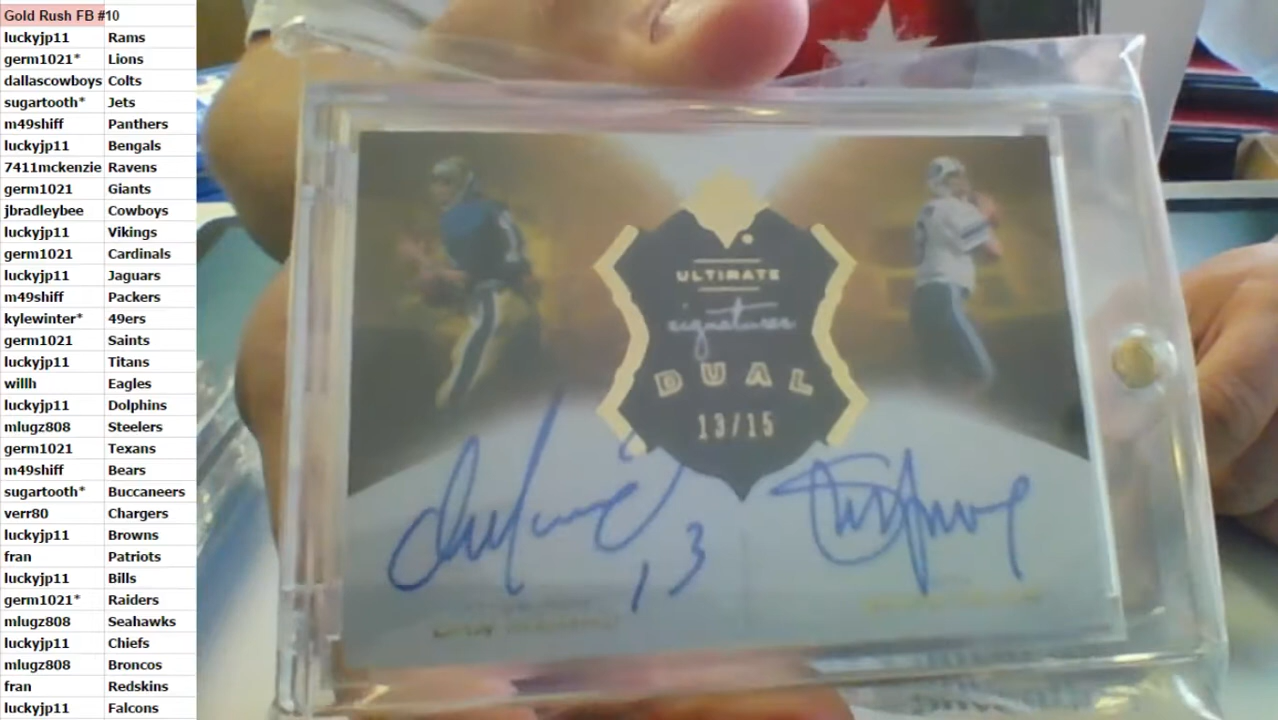 Gold Rush FB #10
luckyjp11 Rams
germ1021* Lions
dallascowboys Colts
sugartooth* Jets
m49shiff Panthers
luckyjp11 Bengals
7411mckenzie Ravens
germ1021 Giants
jbradleybee Cowboys
luckyjp11 Vikings
germ1021 Cardinals
luckyjp11 Jaguars
m49shiff Packers
kylewinter* 49ers
germ1021 Saints
luckyjp11 Titans
willh Eagles
luckyjp11 Dolphins
mlugz808 Steelers
germ1021 Texans
m49shiff Bears
sugartooth* Buccaneers
verr80 Chargers
luckyjp11 Browns
fran Patriots
luckyjp11 Bills
germ1021* Raiders
mlugz808 Seahawks
luckyjp11 Chiefs
mlugz808 Broncos
fran Redskins
luckyjp11 Falcons
ULTIMATE
signatures
DUAL
13/15
13